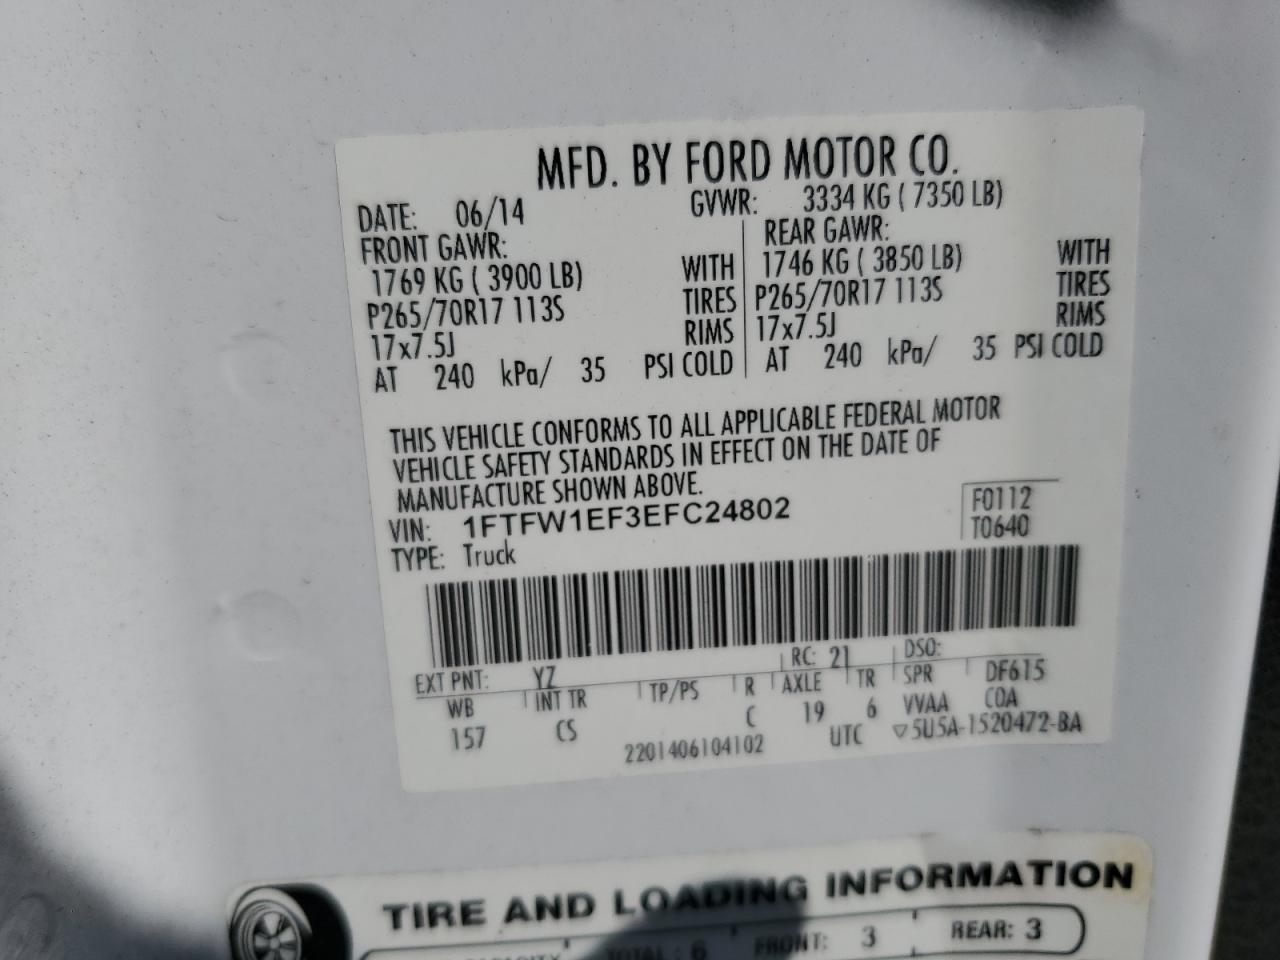 MFD. BY FORD MOTOR CO.
DATE: 06/14 GVWR: 3334 KG ( 7350 LB)
FRONT GAWR: REAR GAWR:
1769 KG ( 3900 LB) WITH 1746 KG ( 3850 LB) WITH
P265/70R17 113S TIRES P265/70R17 113S TIRES
17x7.5J RIMS 17x7.5J RIMS
AT 240 kPa/ 35 PSI COLD AT 240 kPa/ 35 PSI COLD
THIS VEHICLE CONFORMS TO ALL APPLICABLE FEDERAL MOTOR
VEHICLE SAFETY STANDARDS IN EFFECT ON THE DATE OF
MANUFACTURE SHOWN ABOVE.
VIN: 1FTFW1EF3EFC24802 F0112
TYPE: Truck T0640
EXT PNT: YZ RC: 21 DSO:
WB INT TR TP/PS R AXLE TR SPR DF615
157 CS C 19 6 VVAA COA
2201406104102 UTC ▽5U5A-1520472-BA
TIRE AND LOADING INFORMATION
TOTAL : 6 FRONT: 3 REAR: 3